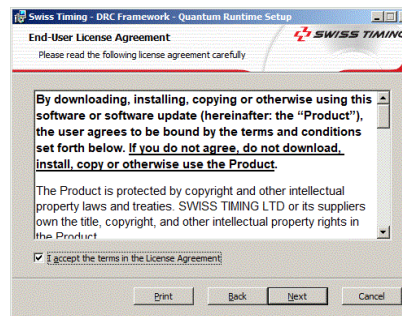 Swiss Timing - DRC Framework - Quantum Runtime Setup
End-User License Agreement
SWISS TIMING
Please read the following license agreement carefully
By downloading, installing, copying or otherwise using this
software or software update (hereinafter: the “Product”),
the user agrees to be bound by the terms and conditions
set forth below. If you do not agree, do not download,
install, copy or otherwise use the Product.
The Product is protected by copyright and other intellectual
property laws and treaties. SWISS TIMING LTD or its suppliers
own the title, copyright, and other intellectual property rights in
the Product
I accept the terms in the License Agreement
Print Back Next Cancel